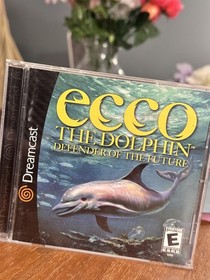 ecco
THE DOLPHIN
DEFENDER OF THE FUTURE
Dreamcast
E